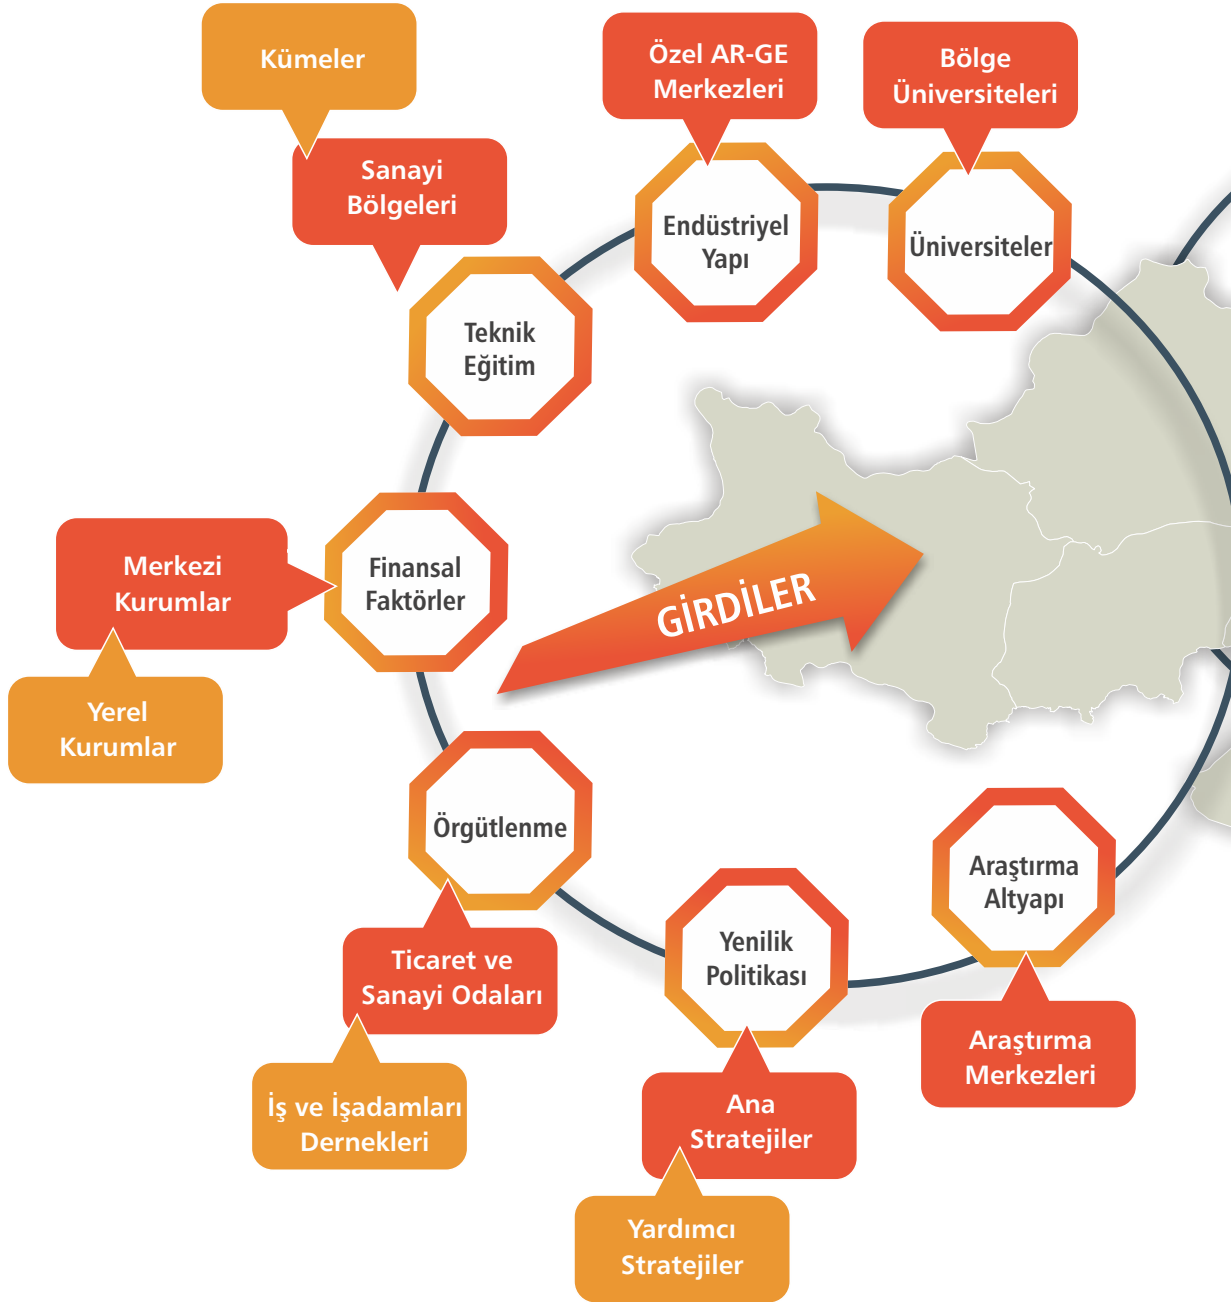 Kümeler
Özel AR-GE
Merkezleri
Bölge
Üniversiteleri
Sanayi
Bölgeleri
Endüstriyel
Yapı
Üniversiteler
Teknik
Eğitim
Merkezi
Kurumlar
Finansal
Faktörler
GİRDİLER
Yerel
Kurumlar
Örgütlenme
Araştırma
Altyapı
Yenilik
Politikası
Ticaret ve
Sanayi Odaları
Araştırma
Merkezleri
İş ve İşadamları
Dernekleri
Ana
Stratejiler
Yardımcı
Stratejiler